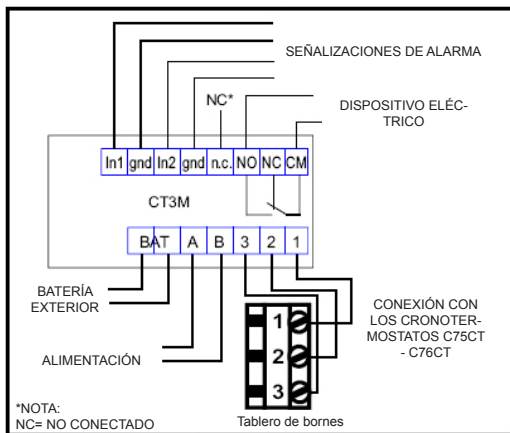 SEÑALIZACIONES DE ALARMA
NC*
DISPOSITIVO ELÉC-
TRICO
In1 gnd In2 gnd n.c. NO NC CM
CT3M
BAT A B 3 2 1
BATERÍA
EXTERIOR
ALIMENTACIÓN
1
2
3
CONEXIÓN CON
LOS CRONOTER-
MOSTATOS C75CT
- C76CT
*NOTA:
NC= NO CONECTADO
Tablero de bornes